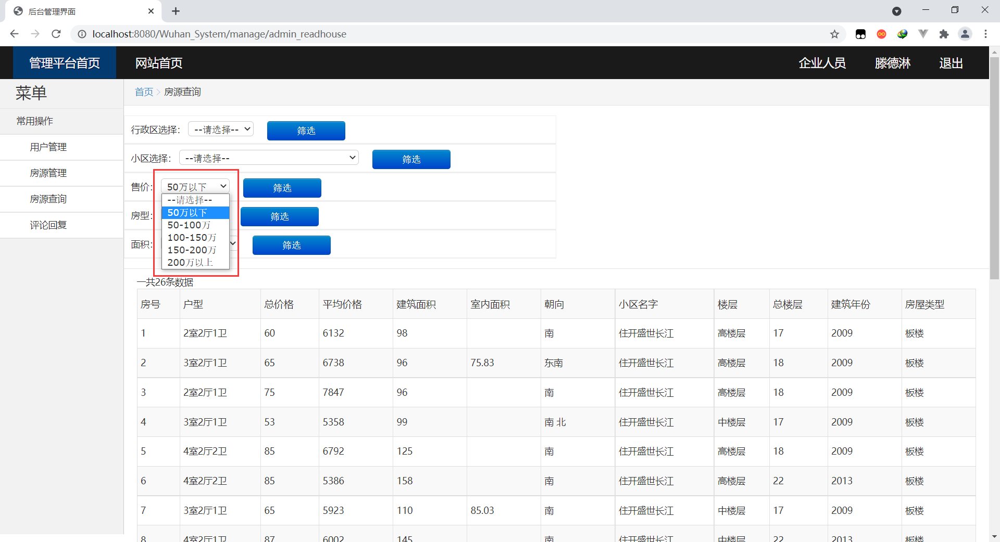 后台管理界面
localhost:8080/Wuhan_System/manage/admin_readhouse
管理平台首页 网站首页 企业人员 滕德淋 退出
菜单
常用操作
用户管理
房源管理
房源查询
评论回复
首页 > 房源查询
行政区选择： --请选择-- 筛选
小区选择： --请选择-- 筛选
售价： 50万以下 筛选
--请选择--
50万以下
50-100万
100-150万
150-200万
200万以上
房型： 筛选
面积： 筛选
一共26条数据
房号 户型 总价格 平均价格 建筑面积 室内面积 朝向 小区名字 楼层 总楼层 建筑年份 房屋类型
1 2室2厅1卫 60 6132 98 南 住开盛世长江 高楼层 17 2009 板楼
2 3室2厅1卫 65 6738 96 75.83 东南 住开盛世长江 高楼层 18 2009 板楼
3 2室2厅1卫 75 7847 96 南 住开盛世长江 高楼层 18 2009 板楼
4 3室2厅1卫 53 5358 99 南 北 住开盛世长江 中楼层 17 2009 板楼
5 4室2厅2卫 85 6792 125 南 住开盛世长江 高楼层 18 2009 板楼
6 4室2厅2卫 85 5386 158 南 住开盛世长江 高楼层 22 2013 板楼
7 3室2厅1卫 65 5923 110 85.03 南 住开盛世长江 中楼层 17 2009 板楼
8 4室2厅1卫 87 6002 145 南 住开盛世长江 中楼层 22 2013 板楼